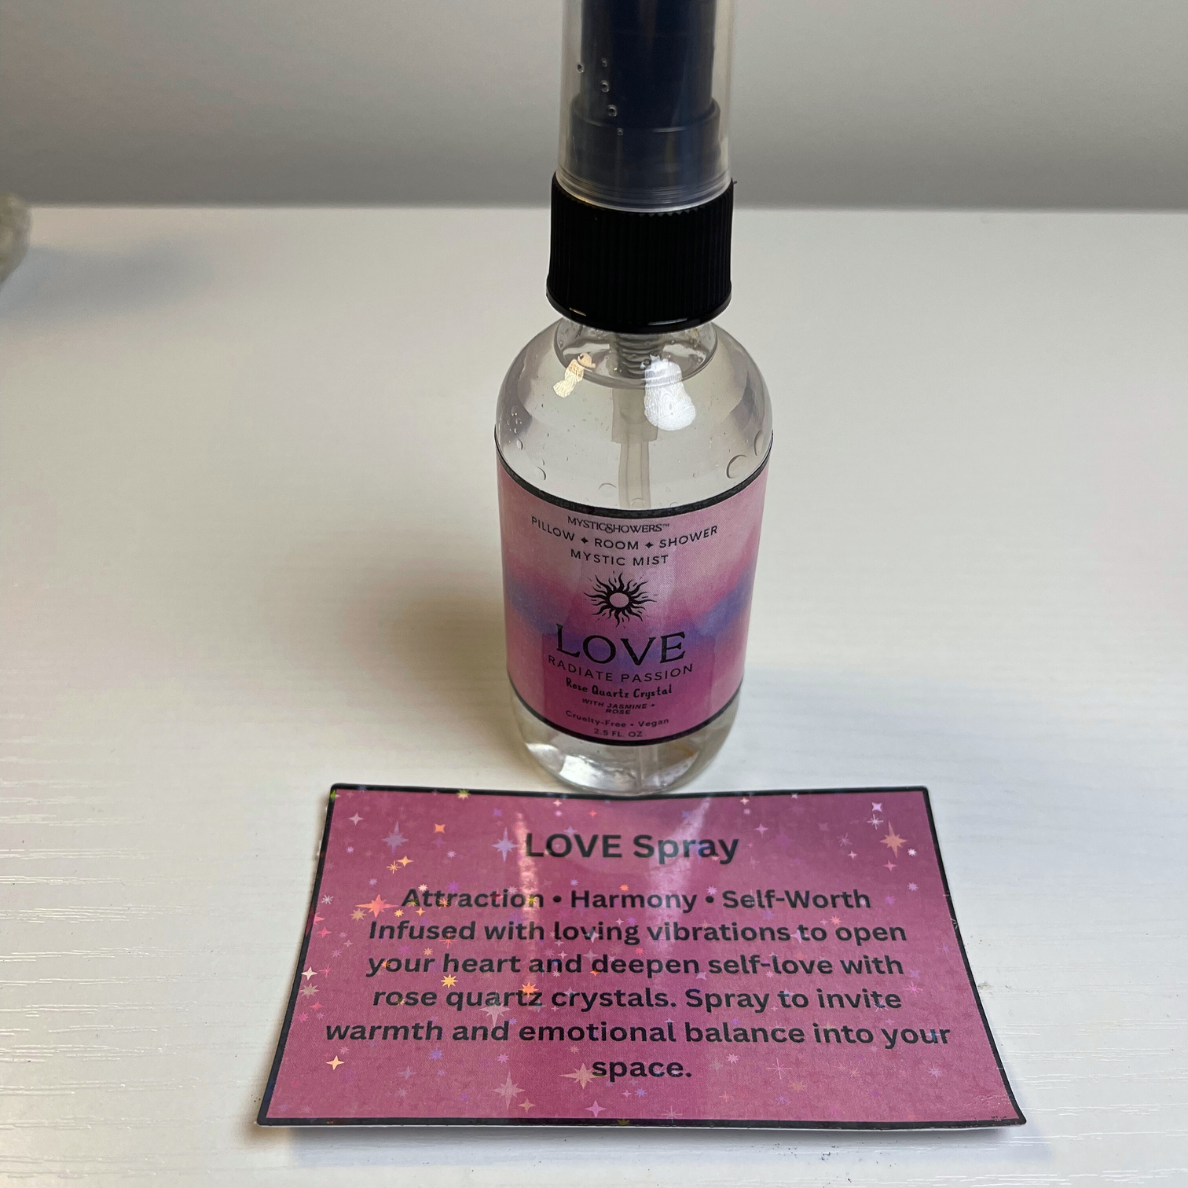 MYSTIC SHOWERS™
PILLOW ✦ ROOM ✦ SHOWER
MYSTIC MIST
LOVE
RADIATE PASSION
Rose Quartz Crystal
WITH JASMINE +
ROSE
Cruelty-Free • Vegan
2.5 FL. OZ
LOVE Spray
Attraction • Harmony • Self-Worth
Infused with loving vibrations to open
your heart and deepen self-love with
rose quartz crystals. Spray to invite
warmth and emotional balance into your
space.